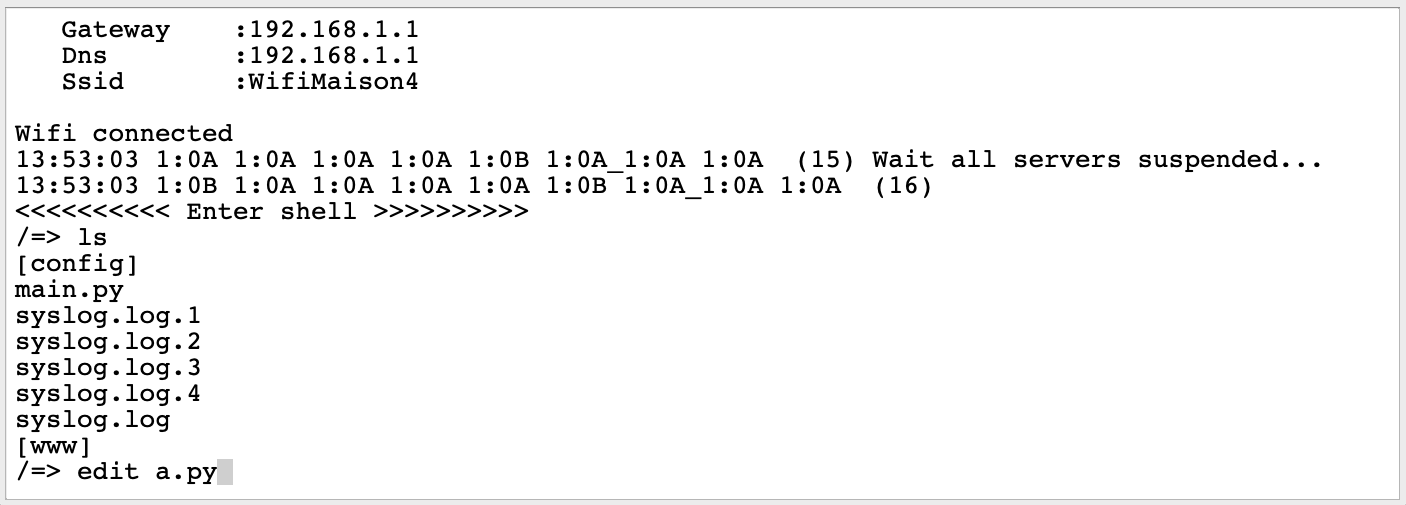 Gateway    :192.168.1.1
Dns        :192.168.1.1
Ssid       :WifiMaison4
Wifi connected
13:53:03 1:0A 1:0A 1:0A 1:0A 1:0B 1:0A_1:0A 1:0A  (15) Wait all servers suspended...
13:53:03 1:0B 1:0A 1:0A 1:0A 1:0A 1:0B 1:0A_1:0A 1:0A  (16)
<<<<<<<<<< Enter shell >>>>>>>>>>
/=> ls
[config]
main.py
syslog.log.1
syslog.log.2
syslog.log.3
syslog.log.4
syslog.log
[www]
/=> edit a.py